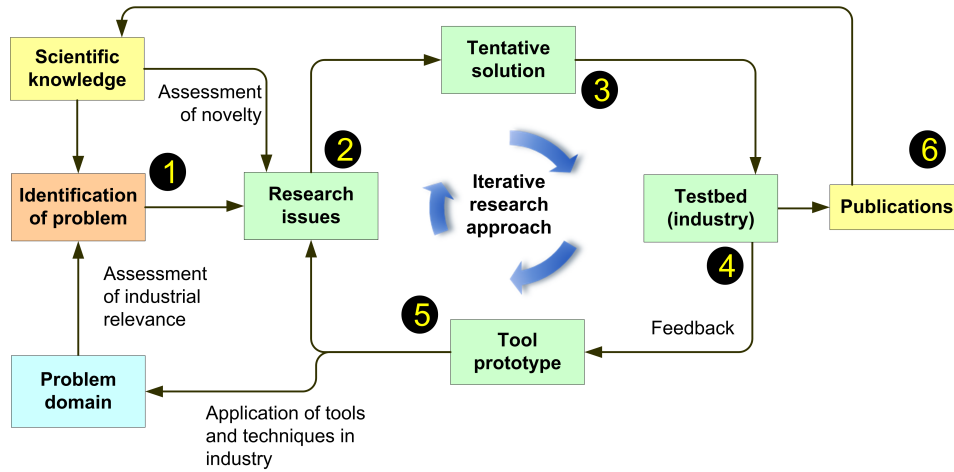 Scientific
knowledge
Assessment
of novelty
Tentative
solution
3
1
2
6
Identification
of problem
Research
issues
Iterative
research
approach
Testbed
(industry)
Publications
4
Assessment
of industrial
relevance
5
Feedback
Tool
prototype
Problem
domain
Application of tools
and techniques in
industry